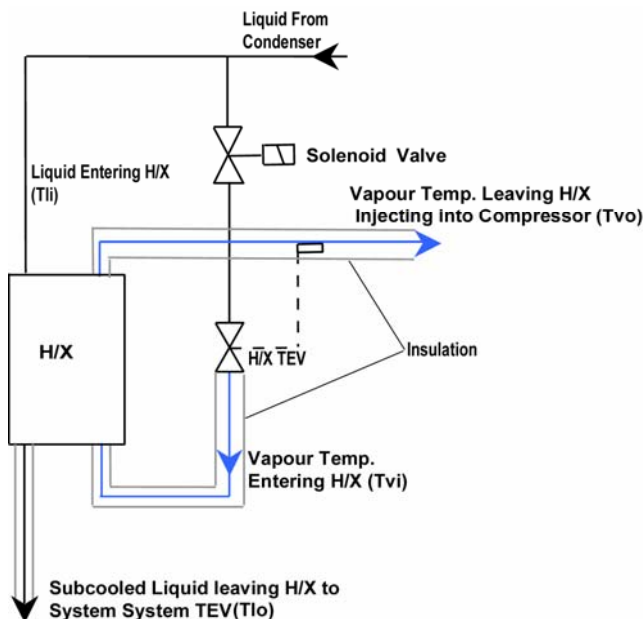 Liquid From
Condenser
Solenoid Valve
Liquid Entering H/X
(Tli)
Vapour Temp. Leaving H/X
Injecting into Compressor (Tvo)
H/X
H/X TEV
Insulation
Vapour Temp.
Entering H/X (Tvi)
Subcooled Liquid leaving H/X to
System System TEV(Tlo)